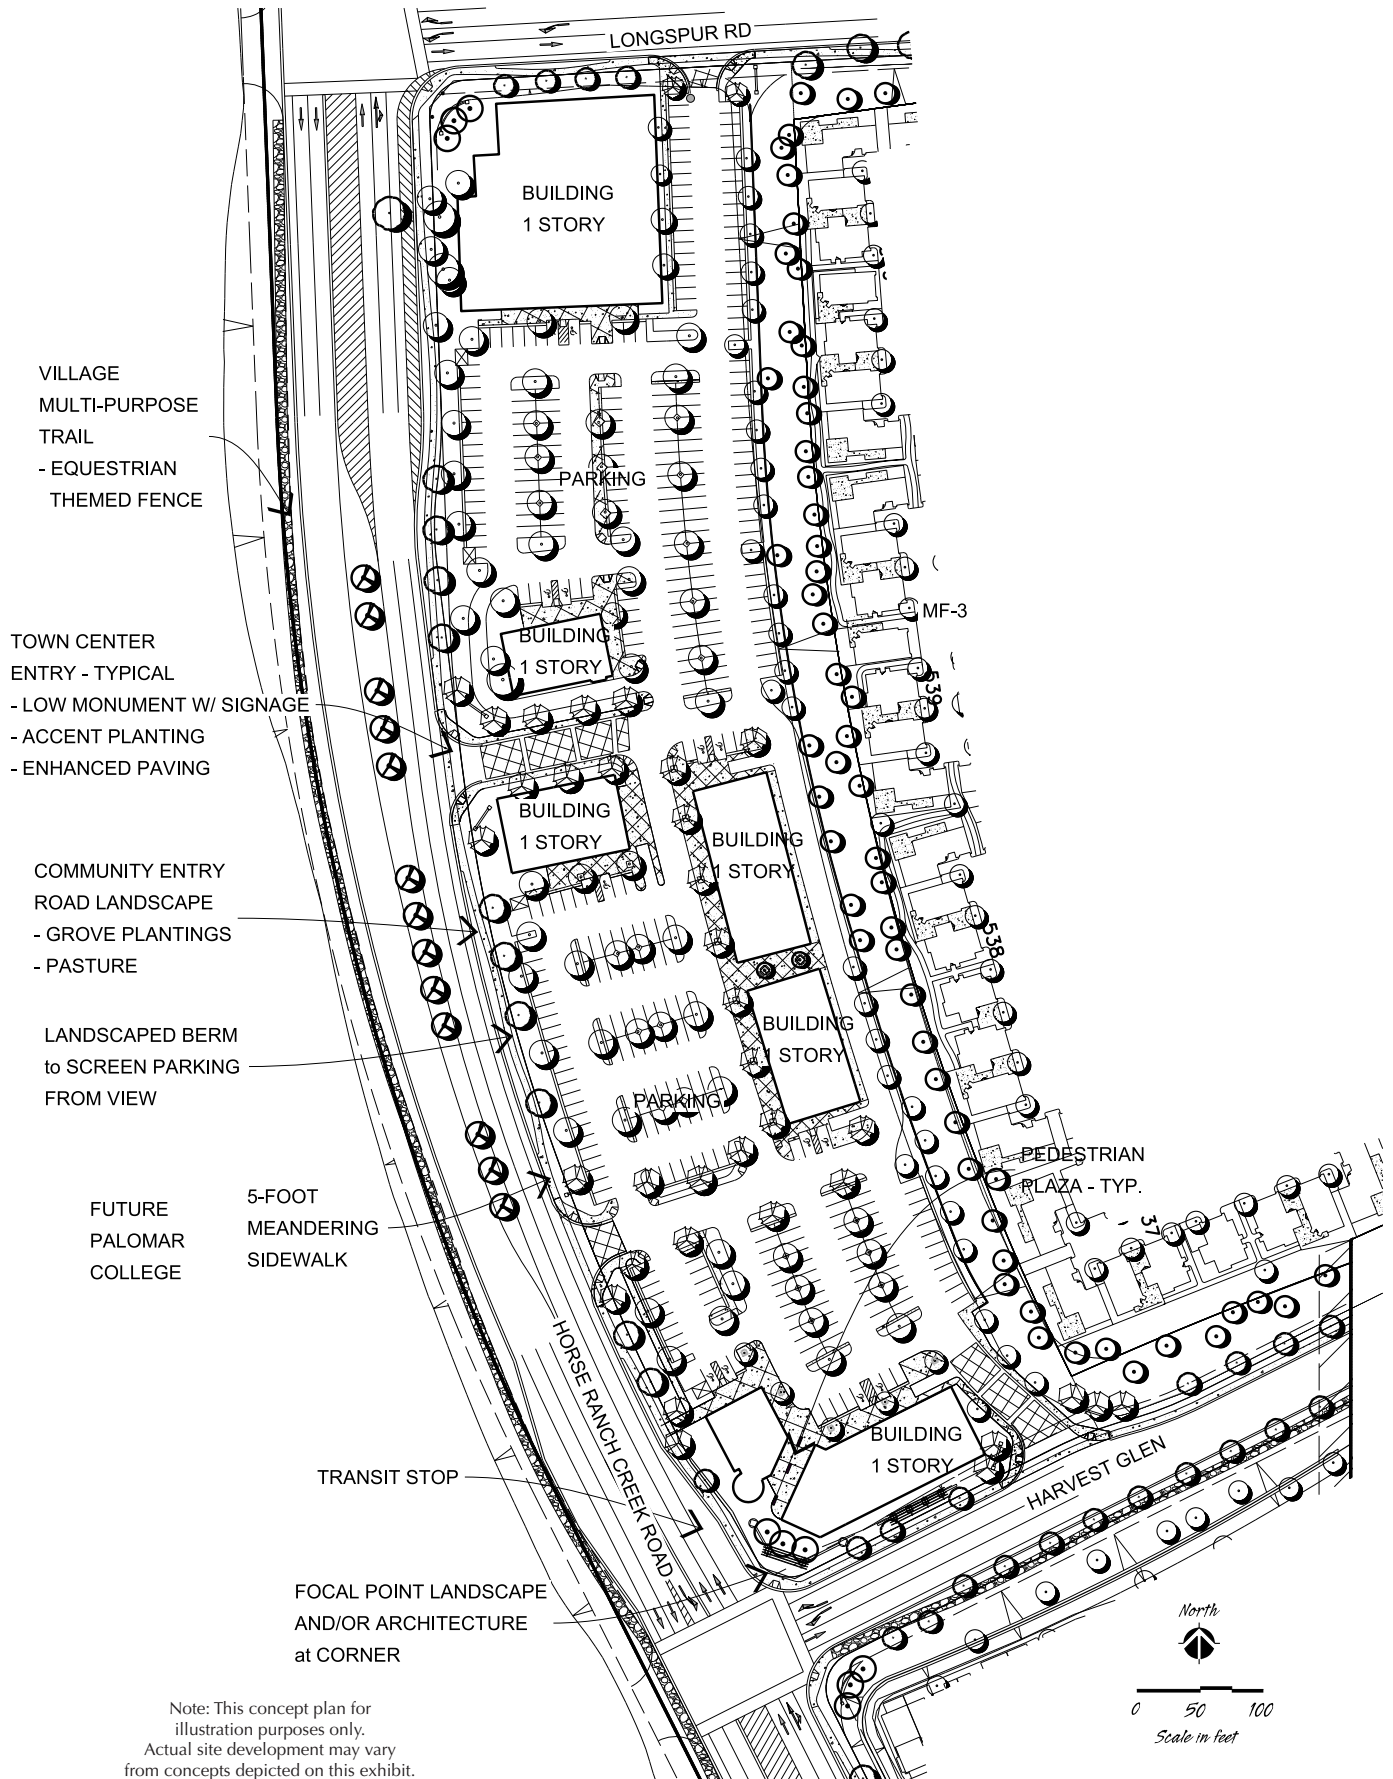 LONGSPUR RD
BUILDING
1 STORY
VILLAGE
MULTI-PURPOSE
TRAIL
- EQUESTRIAN
THEMED FENCE
PARKING
MF-3
TOWN CENTER
ENTRY - TYPICAL
- LOW MONUMENT W/ SIGNAGE
- ACCENT PLANTING
- ENHANCED PAVING
BUILDING
1 STORY
539
BUILDING
1 STORY
BUILDING
1 STORY
COMMUNITY ENTRY
ROAD LANDSCAPE
- GROVE PLANTINGS
- PASTURE
538
LANDSCAPED BERM
to SCREEN PARKING
FROM VIEW
BUILDING
1 STORY
PARKING
PEDESTRIAN
PLAZA - TYP.
37
FUTURE
PALOMAR
COLLEGE
5-FOOT
MEANDERING
SIDEWALK
HORSE RANCH CREEK ROAD
BUILDING
1 STORY
HARVEST GLEN
TRANSIT STOP
FOCAL POINT LANDSCAPE
AND/OR ARCHITECTURE
at CORNER
North
0 50 100
Scale in feet
Note: This concept plan for
illustration purposes only.
Actual site development may vary
from concepts depicted on this exhibit.